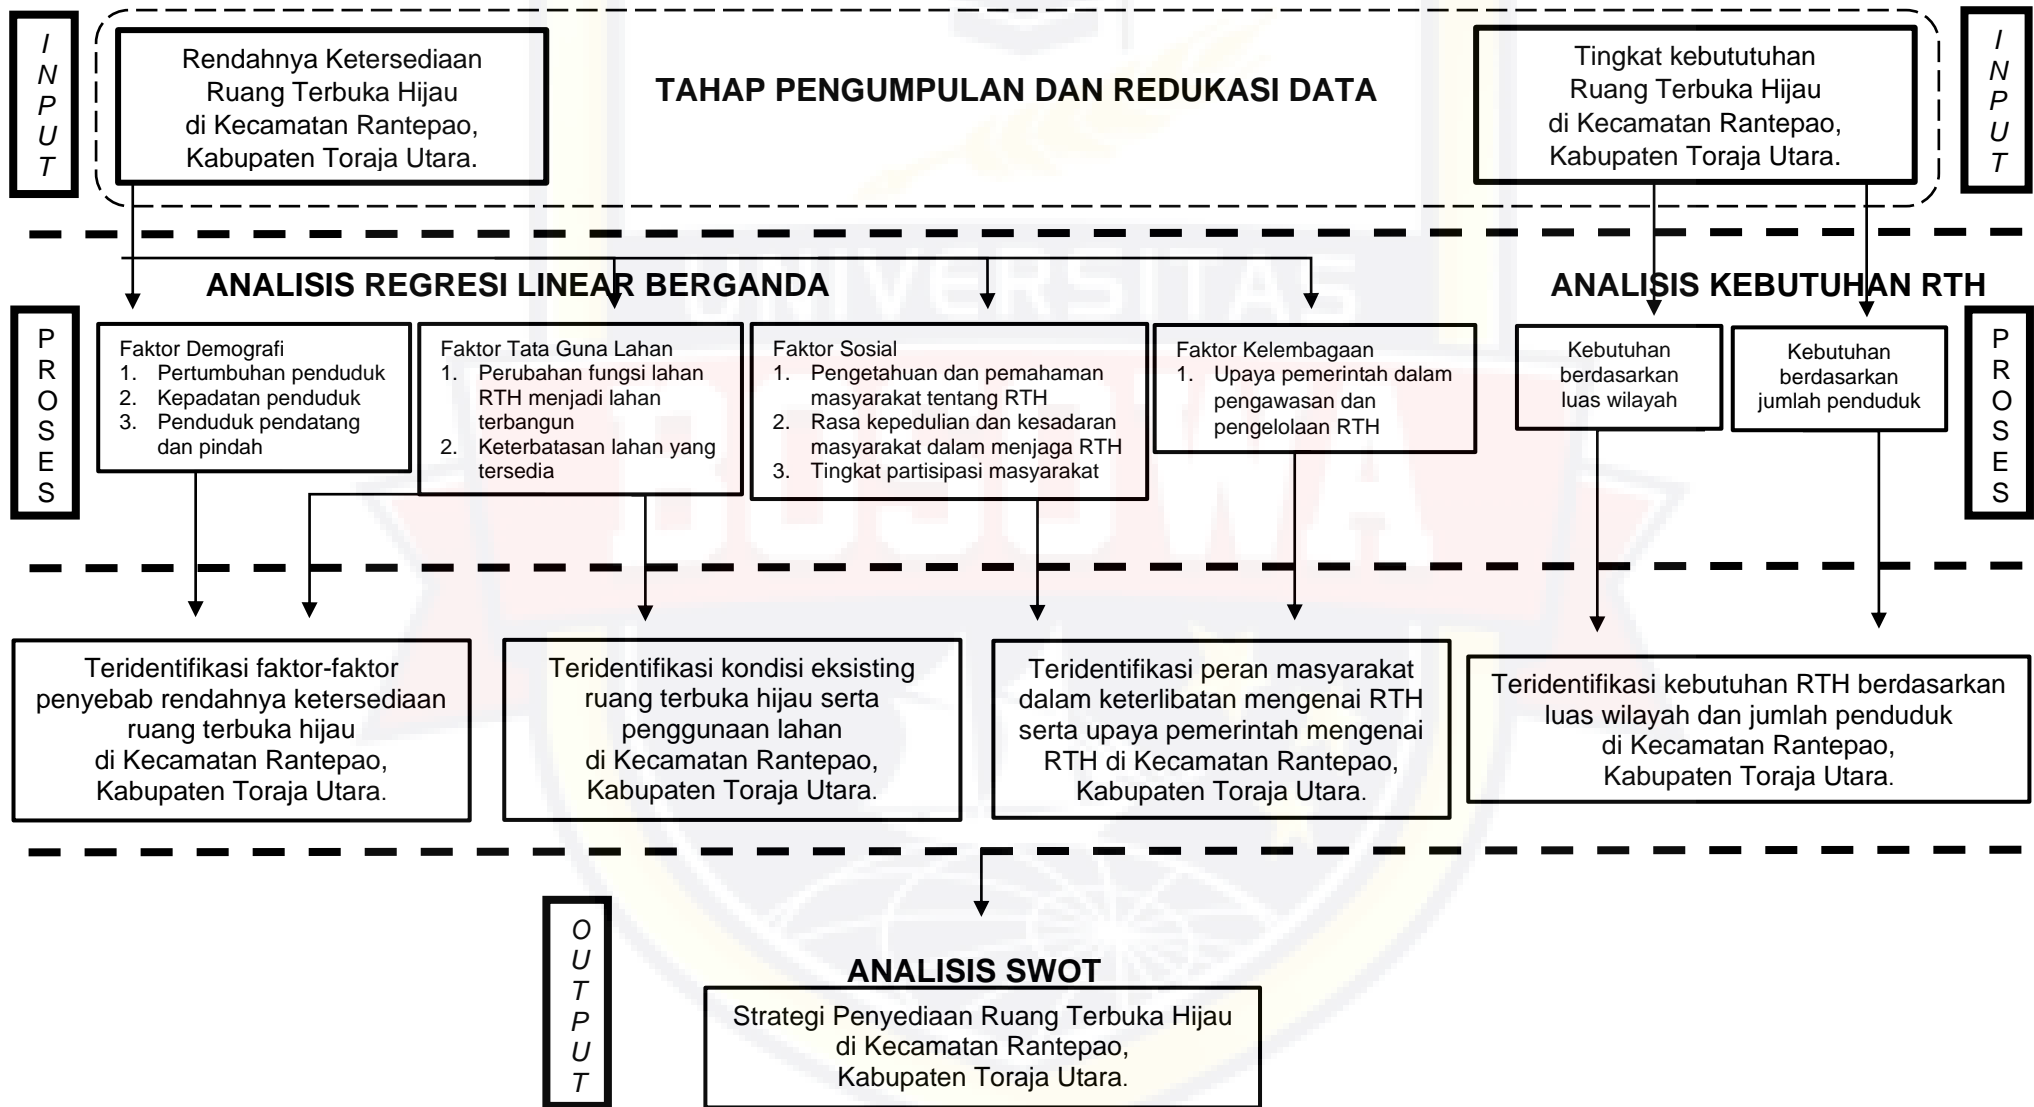 INPUT
Rendahnya Ketersediaan
Ruang Terbuka Hijau
di Kecamatan Rantepao,
Kabupaten Toraja Utara.
TAHAP PENGUMPULAN DAN REDUKASI DATA
Tingkat kebututuhan
Ruang Terbuka Hijau
di Kecamatan Rantepao,
Kabupaten Toraja Utara.
INPUT
UNIVERSITAS
BOSOWA
ANALISIS REGRESI LINEAR BERGANDA
ANALISIS KEBUTUHAN RTH
PROSES
Faktor Demografi
1. Pertumbuhan penduduk
2. Kepadatan penduduk
3. Penduduk pendatang
dan pindah
Faktor Tata Guna Lahan
1. Perubahan fungsi lahan
RTH menjadi lahan
terbangun
2. Keterbatasan lahan yang
tersedia
Faktor Sosial
1. Pengetahuan dan pemahaman
masyarakat tentang RTH
2. Rasa kepedulian dan kesadaran
masyarakat dalam menjaga RTH
3. Tingkat partisipasi masyarakat
Faktor Kelembagaan
1. Upaya pemerintah dalam
pengawasan dan
pengelolaan RTH
Kebutuhan
berdasarkan
luas wilayah
Kebutuhan
berdasarkan
jumlah penduduk
PROSES
Teridentifikasi faktor-faktor
penyebab rendahnya ketersediaan
ruang terbuka hijau
di Kecamatan Rantepao,
Kabupaten Toraja Utara.
Teridentifikasi kondisi eksisting
ruang terbuka hijau serta
penggunaan lahan
di Kecamatan Rantepao,
Kabupaten Toraja Utara.
Teridentifikasi peran masyarakat
dalam keterlibatan mengenai RTH
serta upaya pemerintah mengenai
RTH di Kecamatan Rantepao,
Kabupaten Toraja Utara.
Teridentifikasi kebutuhan RTH berdasarkan
luas wilayah dan jumlah penduduk
di Kecamatan Rantepao,
Kabupaten Toraja Utara.
OUTPUT
ANALISIS SWOT
Strategi Penyediaan Ruang Terbuka Hijau
di Kecamatan Rantepao,
Kabupaten Toraja Utara.